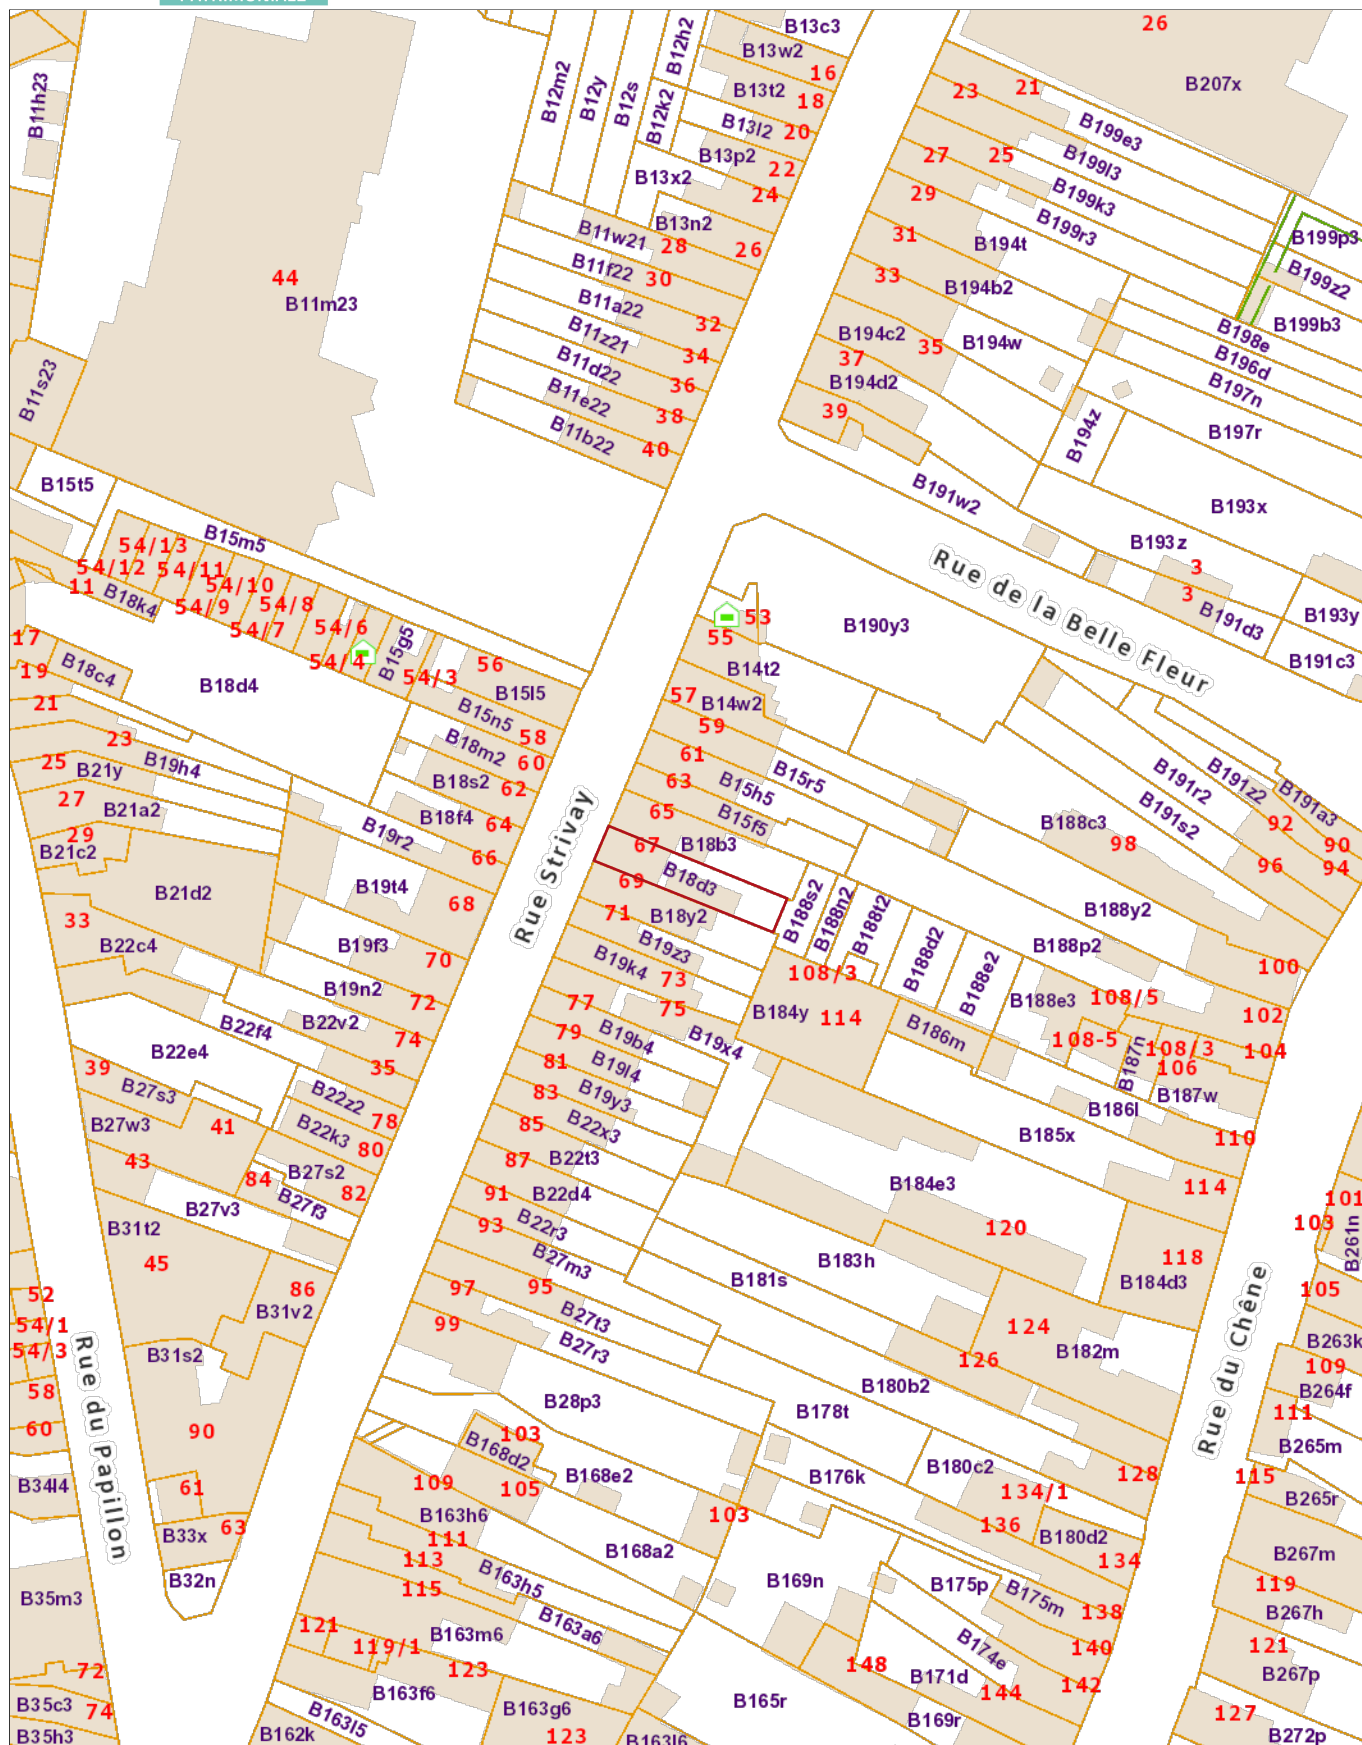 26
B13c3
B13w2
16
B12h2
B207x
B12m2
B12y
B12s
B12k2
B13t2
18
23
21
B11h23
B13l2
20
B199e3
B13p2
22
27
25
B199l3
B13x2
24
29
B199k3
B13n2
B199r3
B11w21
28
26
31
B194t
B199p3
44
B11m23
B11f22
30
33
B194b2
B199z2
B11a22
32
B199b3
B11z21
34
B194c2
35
B194w
B198e
B11d22
36
37
B196d
B11s23
B11e22
38
B194d2
B197n
39
B11b22
40
B194z
B197r
B15t5
B191w2
B193x
B15m5
54/13
B193z
54/12
54/11
Rue de la Belle Fleur
3
11
B18k4
54/10
3
54/9
54/8
B191d3
B193y
54/7
54/6
53
B190y3
17
55
B15g5
19
B18c4
54/4
54/3
56
B14t2
B191c3
B18d4
B15l5
57
B14w2
21
B15n5
58
59
23
B18m2
60
61
25
B21y
B19h4
B18s2
62
63
B15h5
B15r5
B191r2
B191z2
B191a3
27
B21a2
B18f4
64
65
B15f5
B191s2
B188c3
92
29
B19r2
66
67
B18b3
98
90
B21c2
96
94
B21d2
B19t4
68
69
B18d3
B188s2
B188n2
B188t2
B188y2
Rue Strivay
71
B18y2
33
B22c4
B19f3
70
B19z3
B188d2
B188e2
B188p2
100
B19k4
73
108/3
B19n2
72
77
75
B184y
114
B188e3
108/5
102
B22f4
B22v2
74
79
B19b4
B19x4
B186m
108-5
B187n
108/3
104
B22e4
35
81
B19l4
106
39
B27s3
B22z2
83
B19y3
B186l
B187w
B27w3
41
B22k3
78
80
85
B22x3
B185x
110
43
B27s2
87
B22t3
84
B27f3
82
91
B22d4
B184e3
114
B27v3
101
B31t2
93
B22r3
120
103
B261n
45
B27m3
B183h
118
86
97
95
B181s
B184d3
105
52
B31v2
99
B27t3
124
Rue du Chêne
54/1
B31s2
B27r3
126
B182m
B263k
54/3
109
58
Rue du Papillon
B28p3
B180b2
B264f
60
90
103
B178t
111
B168d2
B265m
B34l4
61
109
105
B168e2
B176k
B180c2
128
115
134/1
B265r
B33x
63
B163h6
103
136
B180d2
111
B168a2
134
B267m
B32n
113
B163h5
B169n
B175p
119
B35m3
115
B175m
138
B267h
121
B163m6
B163a6
140
121
119/1
B174e
72
123
148
B171d
B267p
B35c3
74
B163f6
B163g6
B165r
144
142
B163l5
B169r
127
B35h3
B162k
123
B163l6
B272p